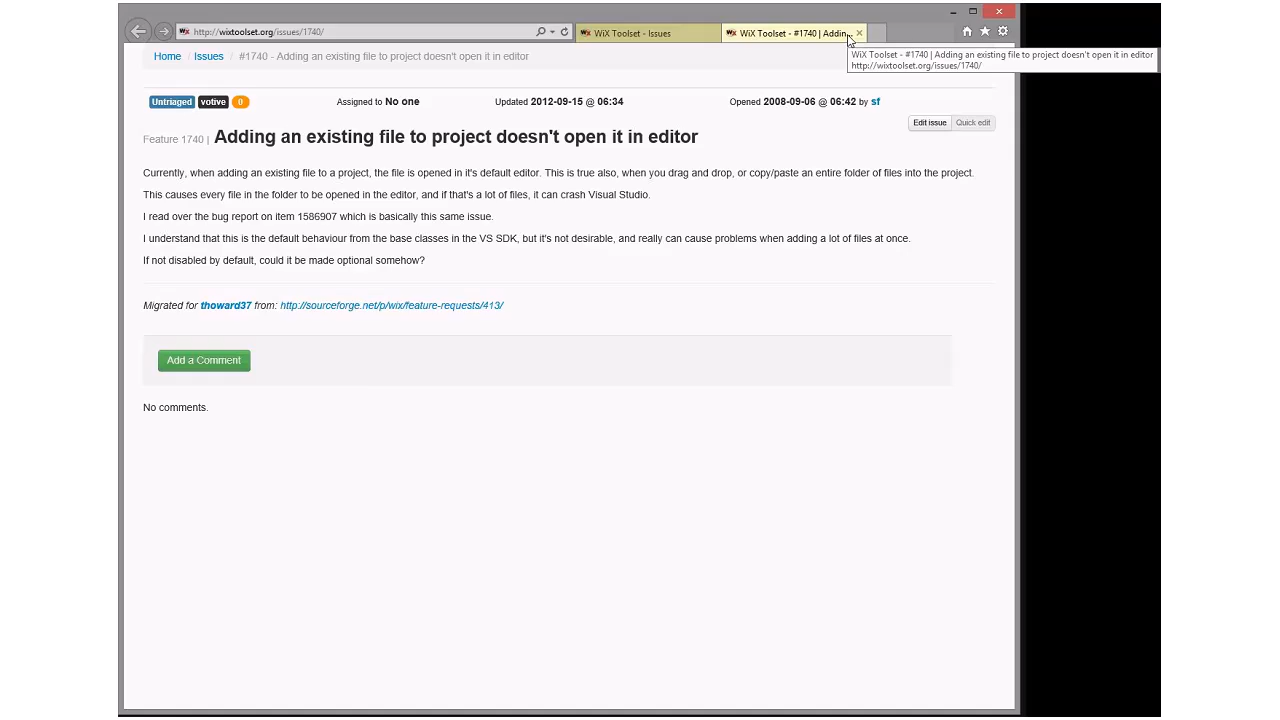 http://wixtoolset.org/issues/1740/
WiX Toolset - Issues
WiX Toolset - #1740 | Addin...
WiX Toolset - #1740 | Adding an existing file to project doesn't open it in editor
http://wixtoolset.org/issues/1740/
Home / Issues / #1740 - Adding an existing file to project doesn't open it in editor
Untriaged votive 0 Assigned to No one Updated 2012-09-15 @ 06:34 Opened 2008-09-06 @ 06:42 by sf
Edit issue Quick edit
Feature 1740 | Adding an existing file to project doesn't open it in editor
Currently, when adding an existing file to a project, the file is opened in it's default editor. This is true also, when you drag and drop, or copy/paste an entire folder of files into the project.
This causes every file in the folder to be opened in the editor, and if that's a lot of files, it can crash Visual Studio.
I read over the bug report on item 1586907 which is basically this same issue.
I understand that this is the default behaviour from the base classes in the VS SDK, but it's not desirable, and really can cause problems when adding a lot of files at once.
If not disabled by default, could it be made optional somehow?
Migrated for thoward37 from: http://sourceforge.net/p/wix/feature-requests/413/
Add a Comment
No comments.